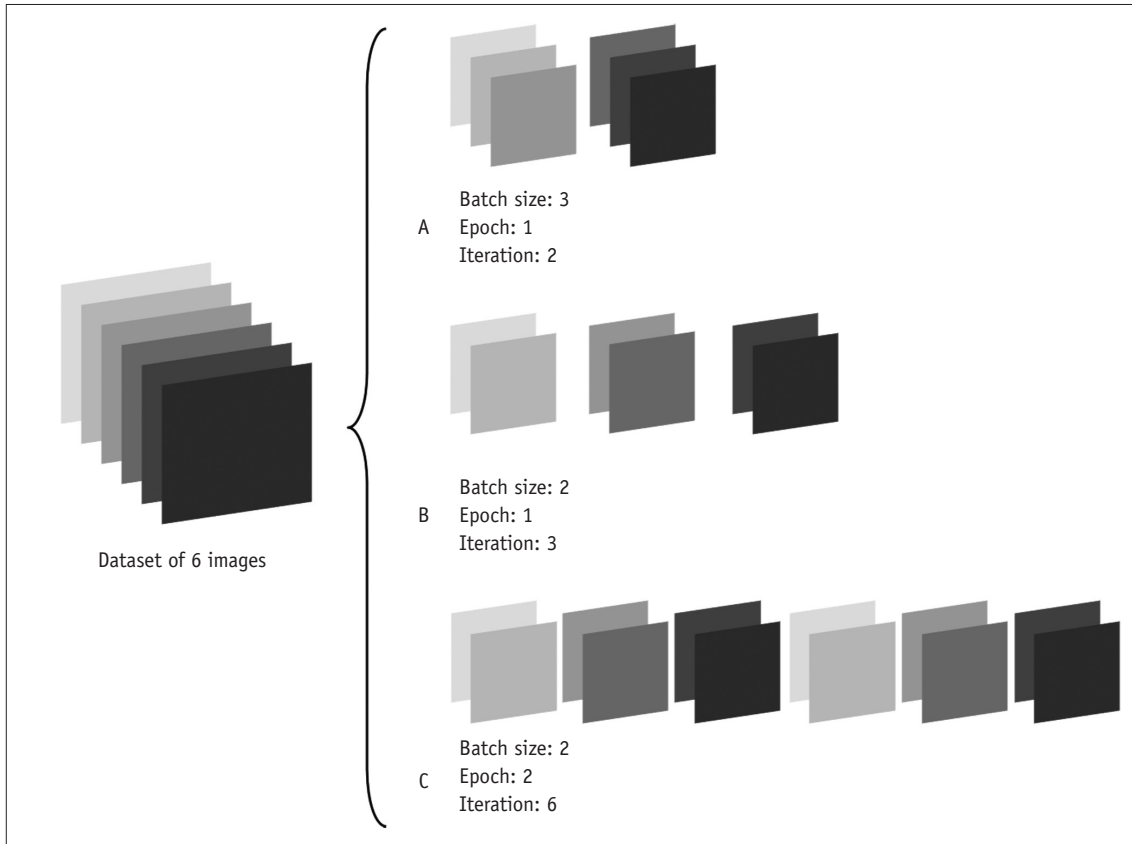 Batch size: 3
A
Epoch: 1
Iteration: 2
Batch size: 2
B
Epoch: 1
Iteration: 3
Dataset of 6 images
Batch size: 2
C
Epoch: 2
Iteration: 6